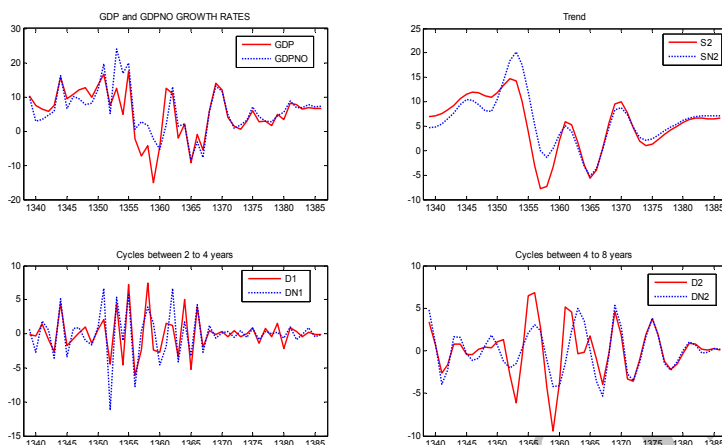 GDP and GDPNO GROWTH RATES
30
20
10
0
-10
-20
1340 1345 1350 1355 1360 1365 1370 1375 1380 1385
GDP
GDPNO
Trend
25
20
15
10
5
0
-5
-10
1340 1345 1350 1355 1360 1365 1370 1375 1380 1385
S2
SN2
Cycles between 2 to 4 years
10
5
0
-5
-10
-15
1340 1345 1350 1355 1360 1365 1370 1375 1380 1385
D1
DN1
Cycles between 4 to 8 years
10
5
0
-5
-10
1340 1345 1350 1355 1360 1365 1370 1375 1380 1385
D2
DN2